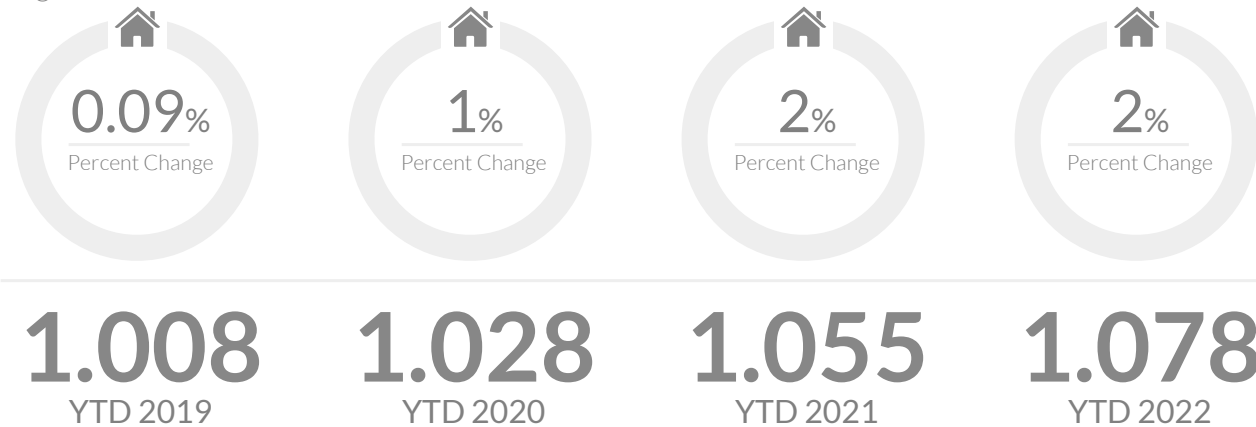 0.09% 1% 2% 2%
Percent Change Percent Change Percent Change Percent Change
1.008 1.028 1.055 1.078
YTD 2019 YTD 2020 YTD 2021 YTD 2022